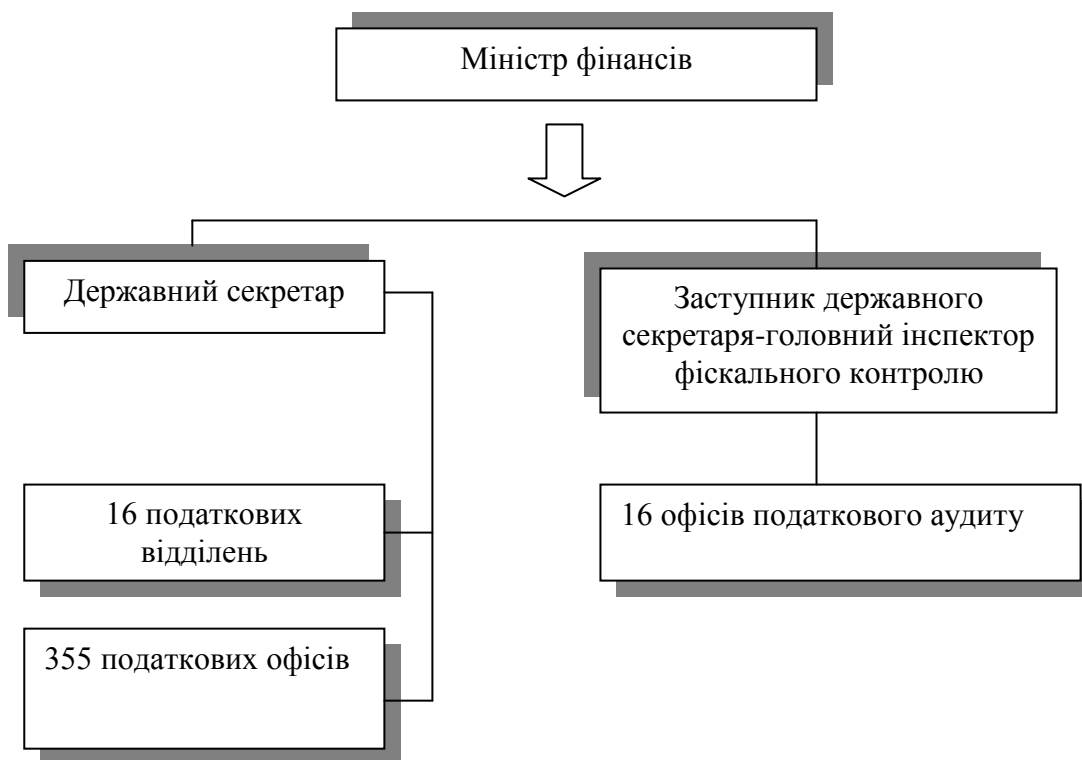 Міністр фінансів
Державний секретар
Заступник державного
секретаря-головний інспектор
фіскального контролю
16 податкових
відділень
16 офісів податкового аудиту
355 податкових офісів